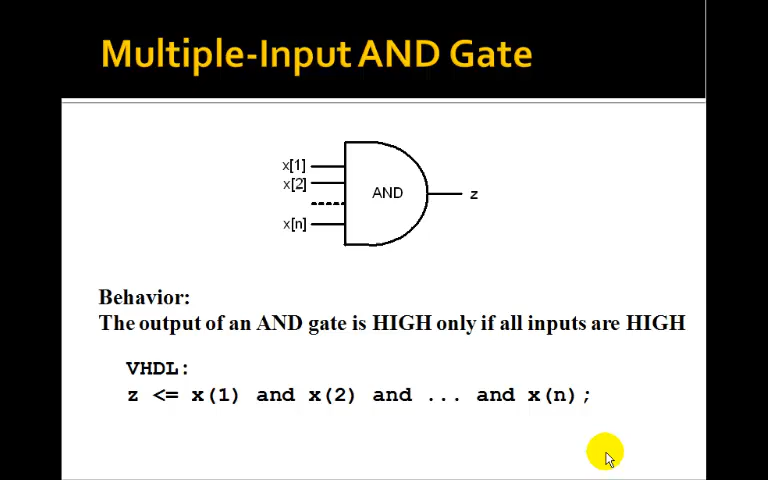 Multiple-Input AND Gate
x[1]
x[2]
AND
z
x[n]
Behavior:
The output of an AND gate is HIGH only if all inputs are HIGH
VHDL:
z <= x(1) and x(2) and ... and x(n);